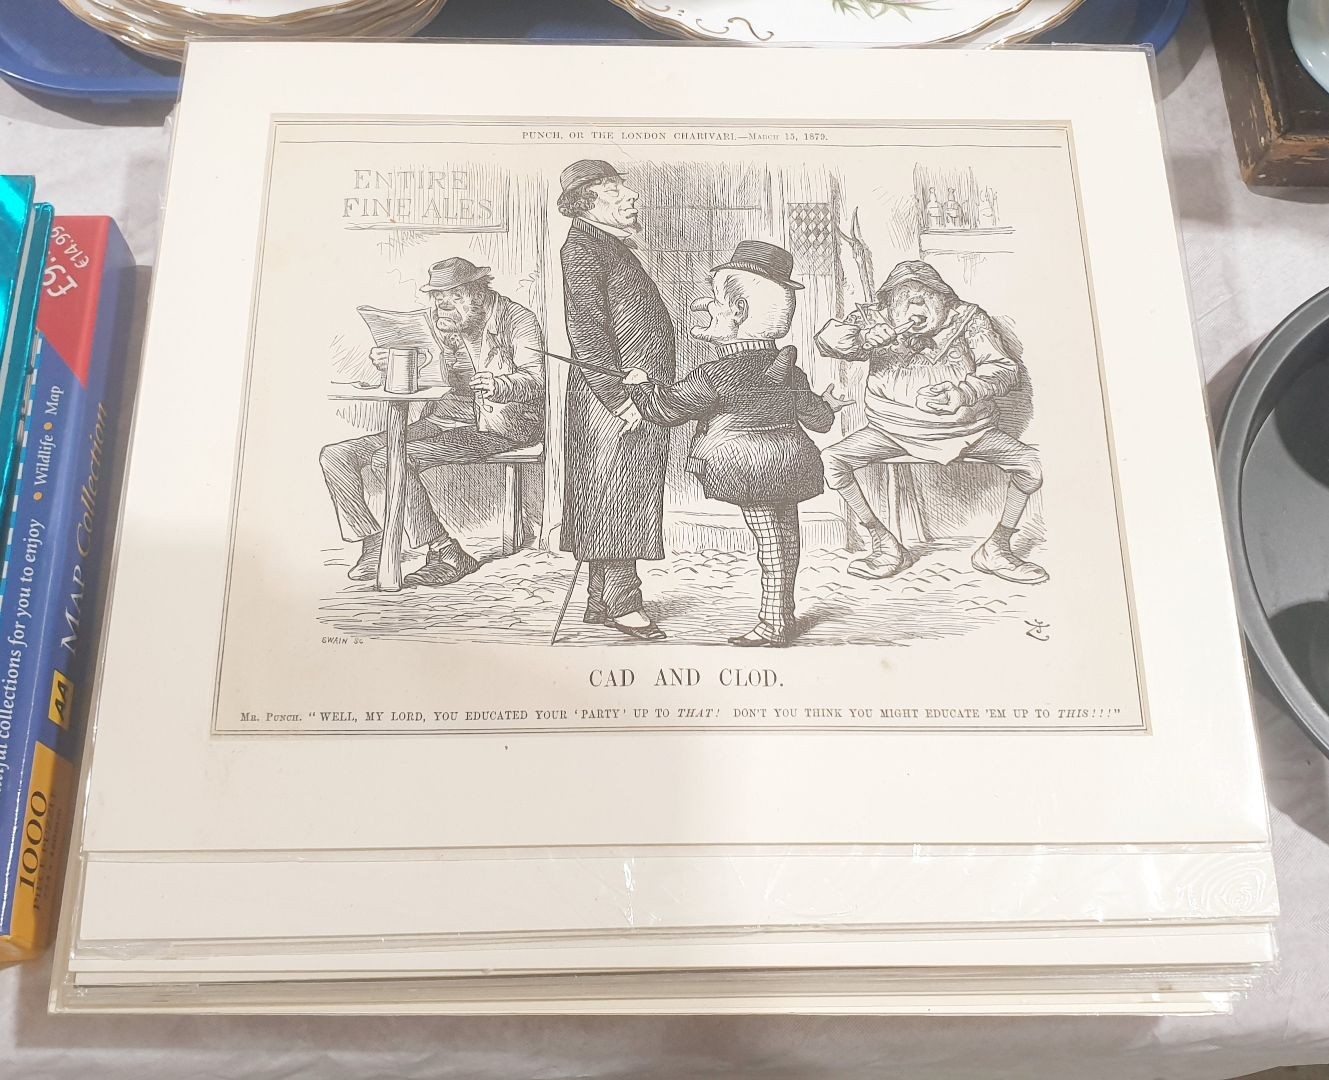 PUNCH, OR THE LONDON CHARIVARI.—March 15, 1879.
ENTIRE
FINE ALES
SWAIN SC
CAD AND CLOD.
Mr. Punch. "WELL, MY LORD, YOU EDUCATED YOUR 'PARTY' UP TO THAT! DON'T YOU THINK YOU MIGHT EDUCATE 'EM UP TO THIS!!!"
£9.
€14.99
Wildlife • Map
collections for you to enjoy
AA MAP Collection
1000